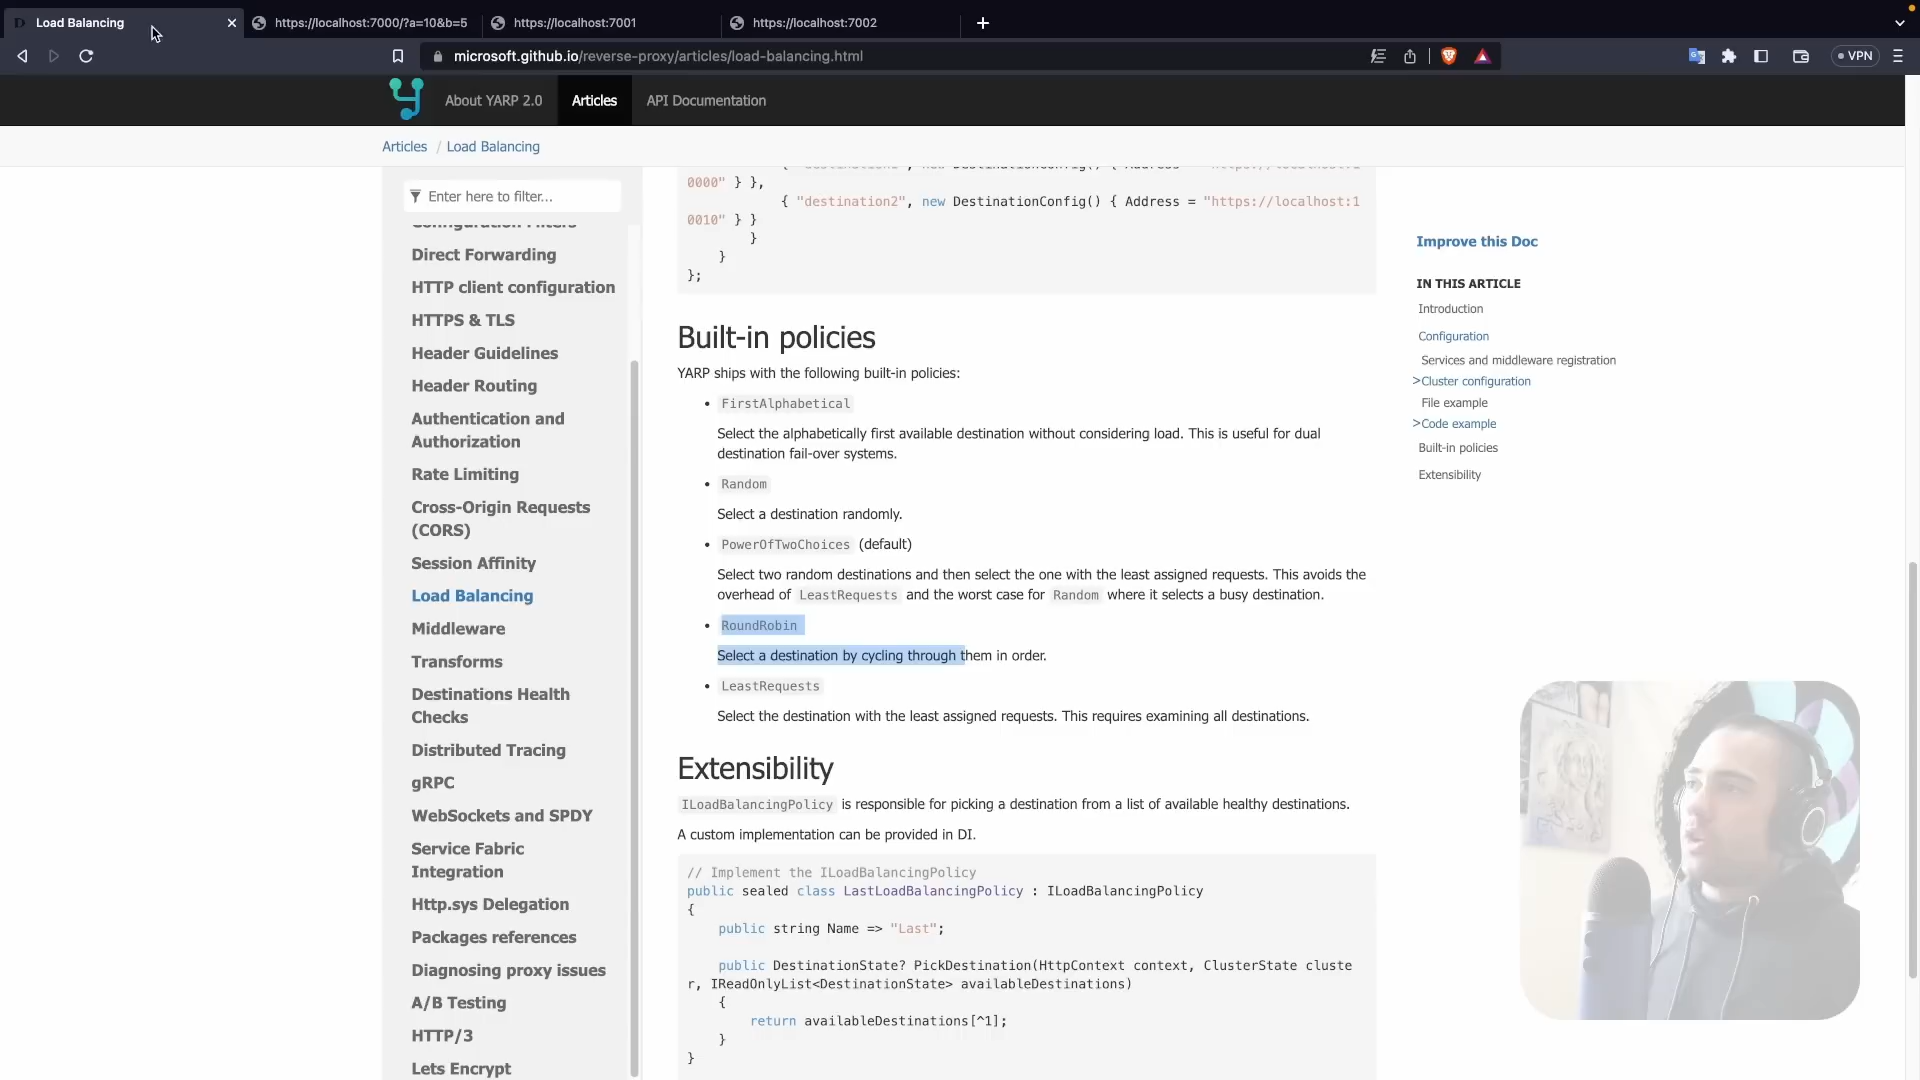 Load Balancing
https://localhost:7000/?a=10&b=5
https://localhost:7001
https://localhost:7002
microsoft.github.io/reverse-proxy/articles/load-balancing.html
VPN
About YARP 2.0
Articles
API Documentation
Articles / Load Balancing
Enter here to filter...
Configuration Filters
Direct Forwarding
HTTP client configuration
HTTPS & TLS
Header Guidelines
Header Routing
Authentication and
Authorization
Rate Limiting
Cross-Origin Requests
(CORS)
Session Affinity
Load Balancing
Middleware
Transforms
Destinations Health
Checks
Distributed Tracing
gRPC
WebSockets and SPDY
Service Fabric
Integration
Http.sys Delegation
Packages references
Diagnosing proxy issues
A/B Testing
HTTP/3
Lets Encrypt
0000" } },
{ "destination2", new DestinationConfig() { Address = "https://localhost:1
0010" } }
}
}
};
Built-in policies
YARP ships with the following built-in policies:
• FirstAlphabetical
Select the alphabetically first available destination without considering load. This is useful for dual
destination fail-over systems.
• Random
Select a destination randomly.
• PowerOfTwoChoices (default)
Select two random destinations and then select the one with the least assigned requests. This avoids the
overhead of LeastRequests and the worst case for Random where it selects a busy destination.
• RoundRobin
Select a destination by cycling through them in order.
• LeastRequests
Select the destination with the least assigned requests. This requires examining all destinations.
Extensibility
ILoadBalancingPolicy is responsible for picking a destination from a list of available healthy destinations.
A custom implementation can be provided in DI.
// Implement the ILoadBalancingPolicy
public sealed class LastLoadBalancingPolicy : ILoadBalancingPolicy
{
public string Name => "Last";
public DestinationState? PickDestination(HttpContext context, ClusterState cluste
r, IReadOnlyList<DestinationState> availableDestinations)
{
return availableDestinations[^1];
}
}
Improve this Doc
IN THIS ARTICLE
Introduction
Configuration
Services and middleware registration
>Cluster configuration
File example
>Code example
Built-in policies
Extensibility